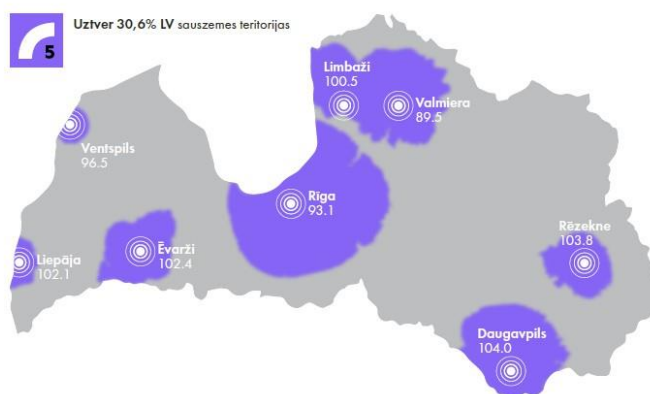 5
Uztver 30,6% LV sauszemes teritorijas
Limbaži
100.5
Valmiera
89.5
Ventspils
96.5
Rīga
93.1
Liepāja
102.1
Ēvarži
102.4
Rēzekne
103.8
Daugavpils
104.0